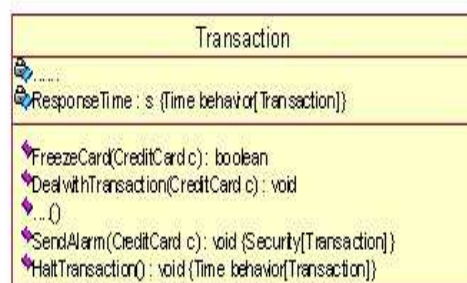 Transaction
......
ResponseTime : s {Time behavior[Transaction]}
FreezeCard(CreditCard c) : boolean
DealwithTransaction(CreditCard c) : void
...()
SendAlarm(CreditCard c) : void {Security[Transaction]}
HaltTransaction() : void {Time behavior[Transaction]}